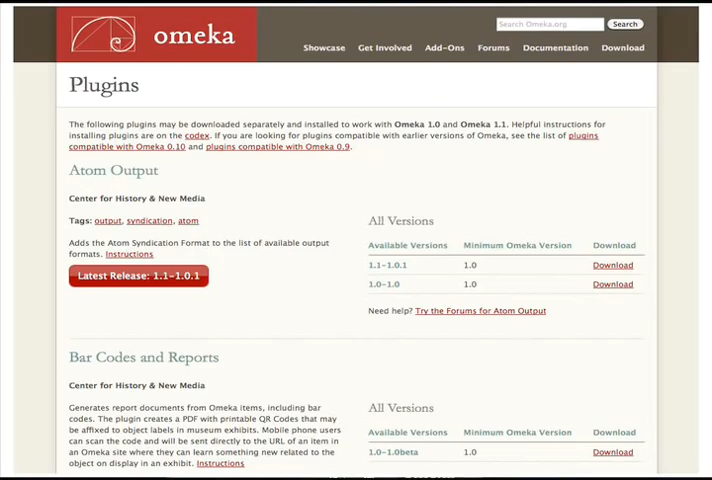 omeka
Search Omeka.org
Search
Showcase Get Involved Add-Ons Forums Documentation Download
Plugins
The following plugins may be downloaded separately and installed to work with Omeka 1.0 and Omeka 1.1. Helpful instructions for
installing plugins are on the codex. If you are looking for plugins compatible with earlier versions of Omeka, see the list of plugins
compatible with Omeka 0.10 and plugins compatible with Omeka 0.9.
Atom Output
Center for History & New Media
Tags: output, syndication, atom
Adds the Atom Syndication Format to the list of available output
formats. Instructions
Latest Release: 1.1-1.0.1
All Versions
Available Versions Minimum Omeka Version Download
1.1-1.0.1 1.0 Download
1.0-1.0 1.0 Download
Need help? Try the Forums for Atom Output
Bar Codes and Reports
Center for History & New Media
Generates report documents from Omeka items, including bar
codes. The plugin creates a PDF with printable QR Codes that may
be affixed to object labels in museum exhibits. Mobile phone users
can scan the code and will be sent directly to the URL of an item in
an Omeka site where they can learn something new related to the
object on display in an exhibit. Instructions
All Versions
Available Versions Minimum Omeka Version Download
1.0-1.0beta 1.0 Download